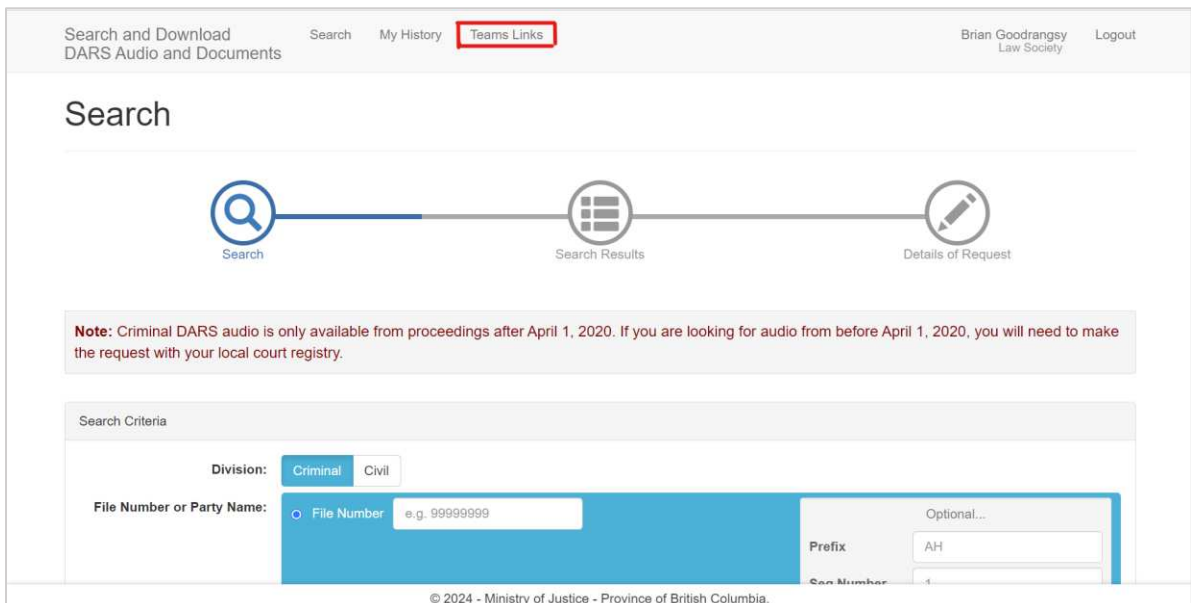 Search and Download
DARS Audio and Documents
Search My History Teams Links
Brian Goodrangsy
Law Society
Logout
Search
Search Search Results Details of Request
Note: Criminal DARS audio is only available from proceedings after April 1, 2020. If you are looking for audio from before April 1, 2020, you will need to make
the request with your local court registry.
Search Criteria
Division: Criminal Civil
File Number or Party Name: File Number e.g. 99999999
Optional...
Prefix AH
Seq Number 1
© 2024 - Ministry of Justice - Province of British Columbia.